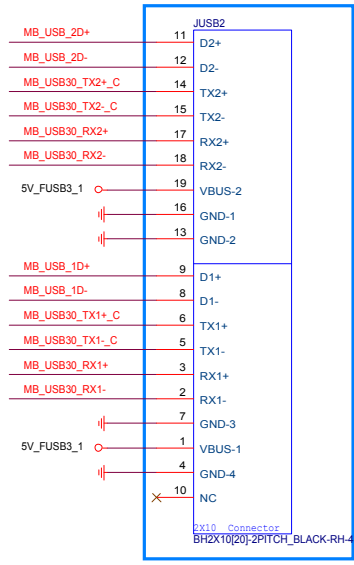 JUSB2
MB_USB_2D+ 11 D2+
MB_USB_2D- 12 D2-
MB_USB30_TX2+_C 14 TX2+
MB_USB30_TX2-_C 15 TX2-
MB_USB30_RX2+ 17 RX2+
MB_USB30_RX2- 18 RX2-
5V_FUSB3_1 19 VBUS-2
16 GND-1
13 GND-2
MB_USB_1D+ 9 D1+
MB_USB_1D- 8 D1-
MB_USB30_TX1+_C 6 TX1+
MB_USB30_TX1-_C 5 TX1-
MB_USB30_RX1+ 3 RX1+
MB_USB30_RX1- 2 RX1-
7 GND-3
5V_FUSB3_1 1 VBUS-1
4 GND-4
10 NC
2X10 Connector
BH2X10[20]-2PITCH_BLACK-RH-4